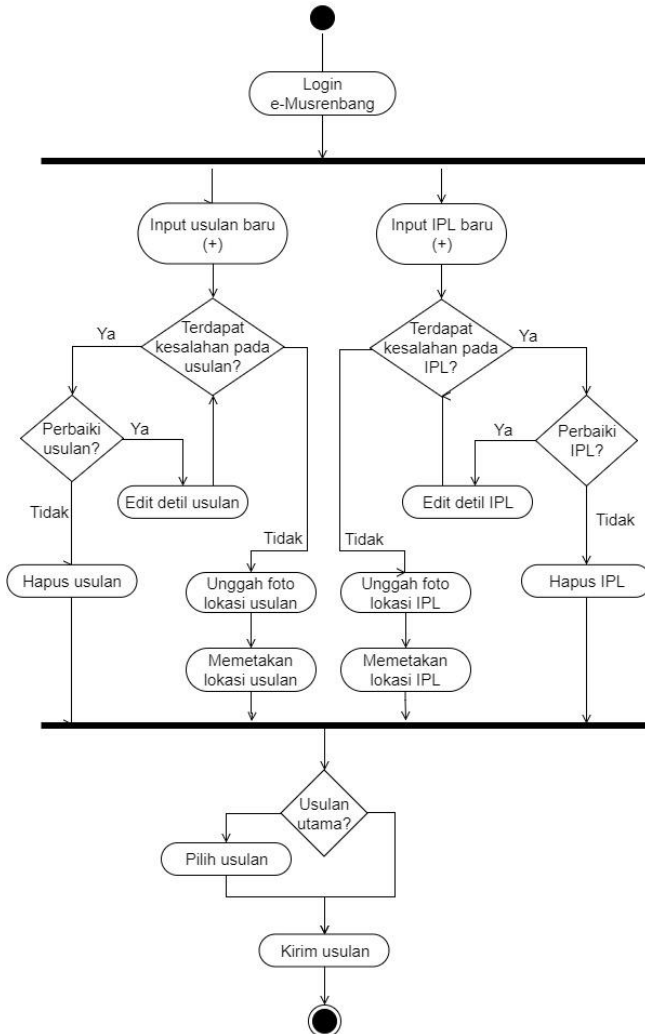 Login
e-Musrenbang
Input usulan baru
(+)
Input IPL baru
(+)
Ya
Terdapat
kesalahan pada
usulan?
Terdapat
kesalahan pada
IPL?
Ya
Perbaiki
usulan?
Ya
Ya
Perbaiki
IPL?
Edit detil usulan
Edit detil IPL
Tidak
Tidak
Tidak
Tidak
Hapus usulan
Unggah foto
lokasi usulan
Unggah foto
lokasi IPL
Hapus IPL
Memetakan
lokasi usulan
Memetakan
lokasi IPL
Usulan
utama?
Pilih usulan
Kirim usulan